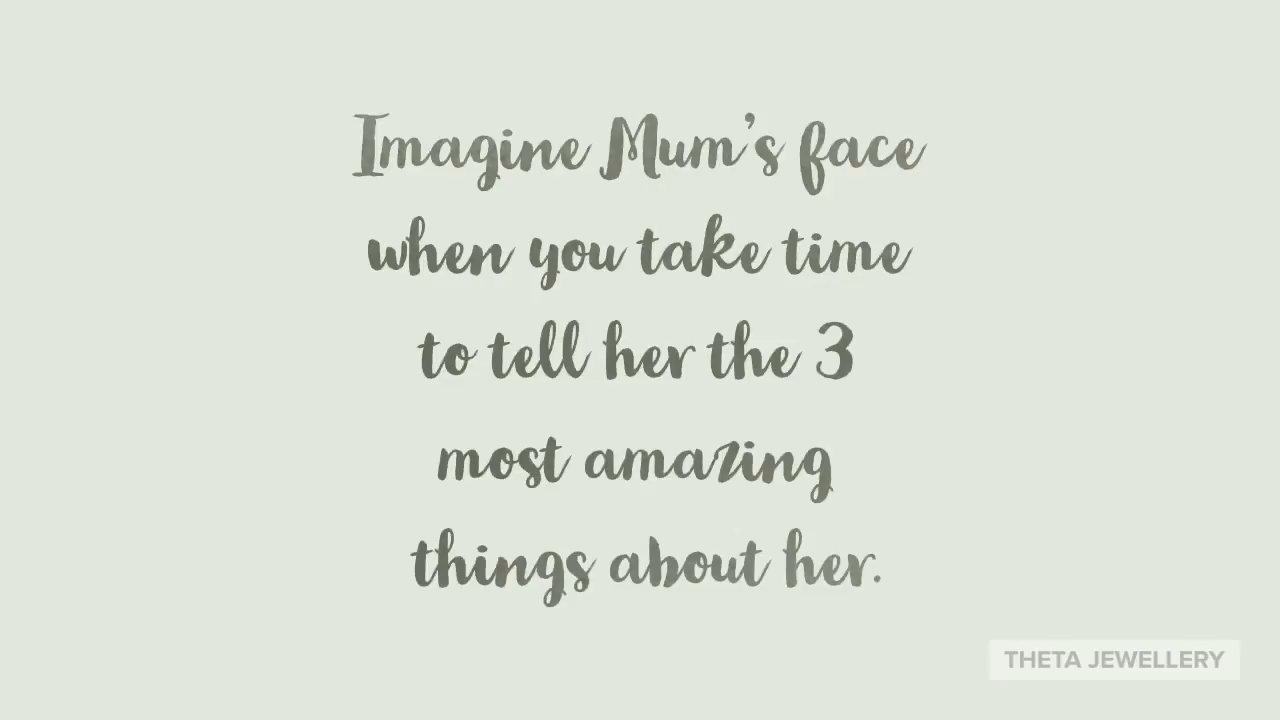 Imagine Mum's face
when you take time
to tell her the 3
most amazing
things about her.
THETA JEWELLERY